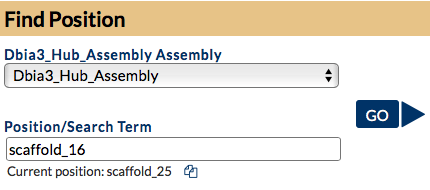 Find Position
Dbia3_Hub_Assembly Assembly
Dbia3_Hub_Assembly
GO
Position/Search Term
scaffold_16
Current position: scaffold_25